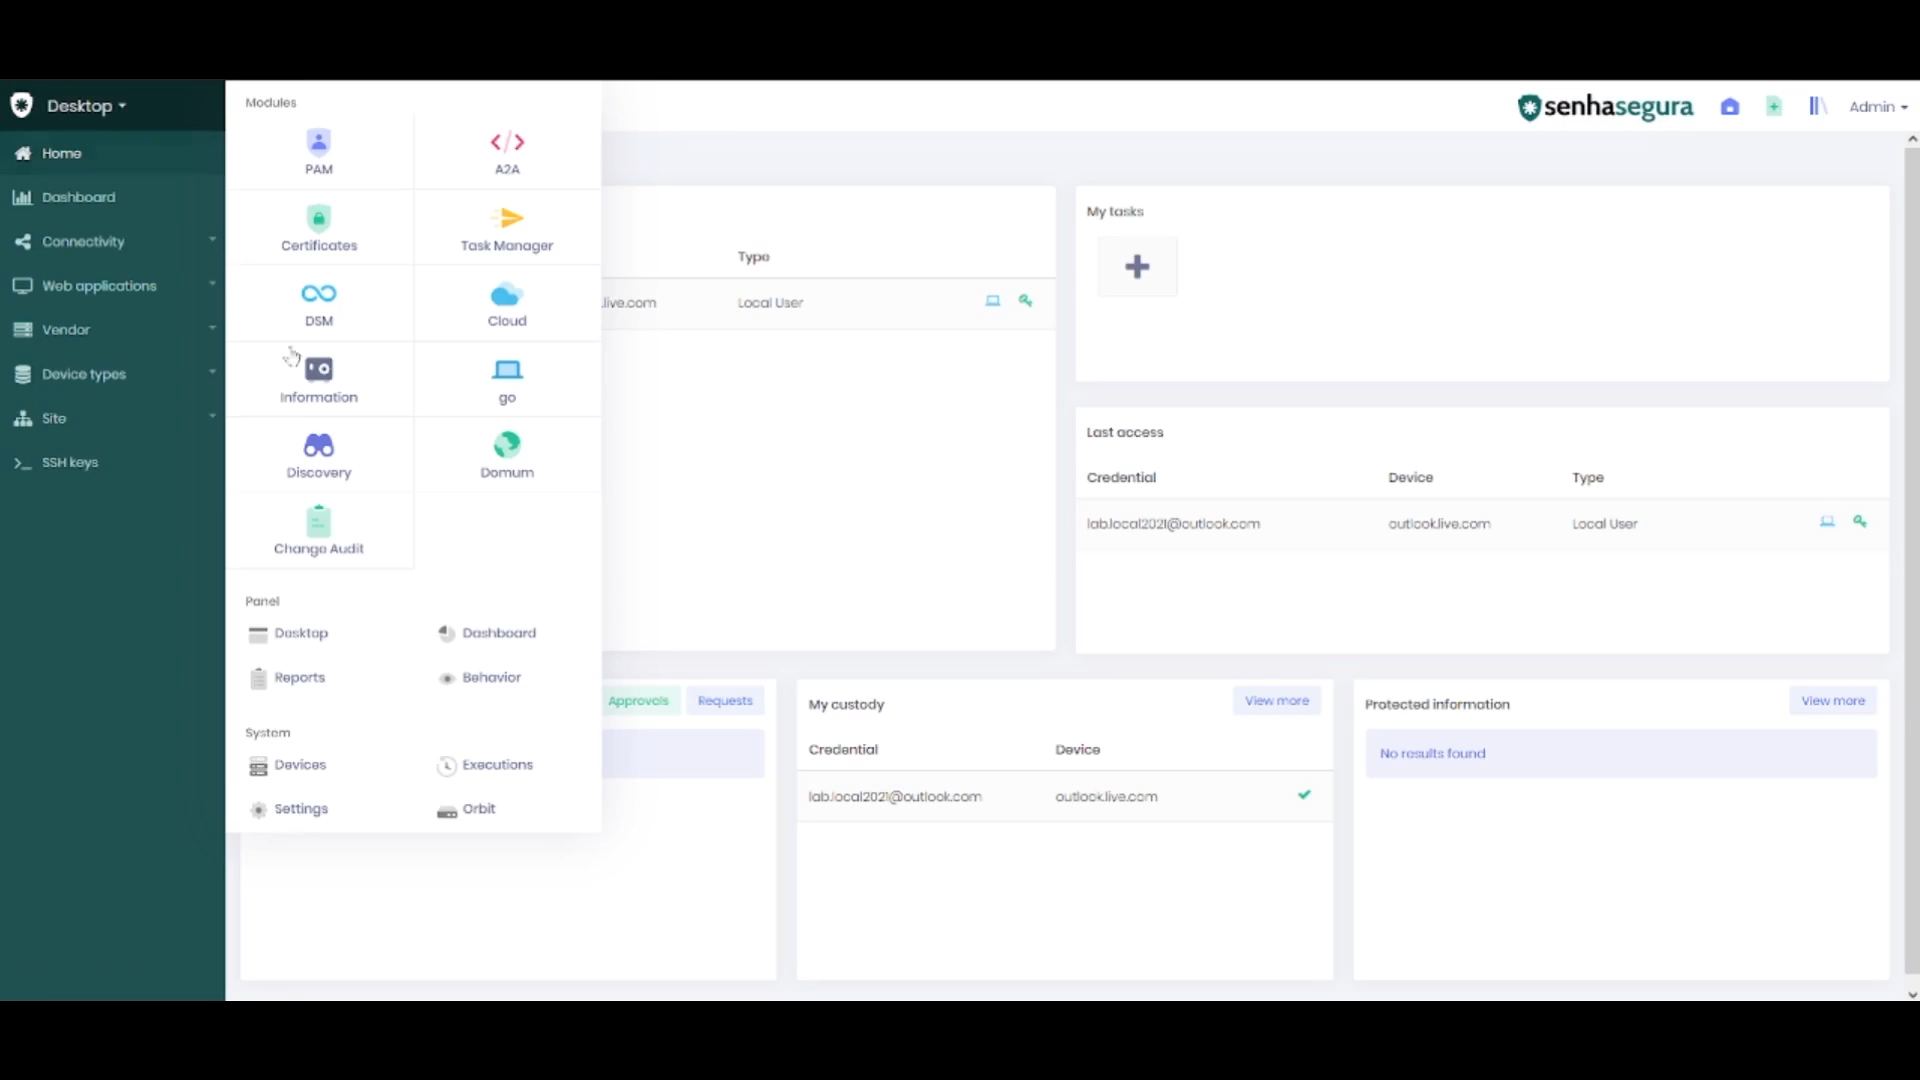 Desktop
Home
Dashboard
Connectivity
Web applications
Vendor
Device types
Site
SSH keys
Modules
PAM
A2A
Certificates
Task Manager
DSM
Cloud
Information
go
Discovery
Domum
Change Audit
Panel
Desktop
Dashboard
Reports
Behavior
System
Devices
Executions
Settings
Orbit
senhasegura
Admin
Type
.live.com
Local User
My tasks
Last access
Credential
Device
Type
lab.local2021@outlook.com
outlook.live.com
Local User
Approvals
Requests
My custody
View more
Credential
Device
lab.local2021@outlook.com
outlook.live.com
Protected information
View more
No results found